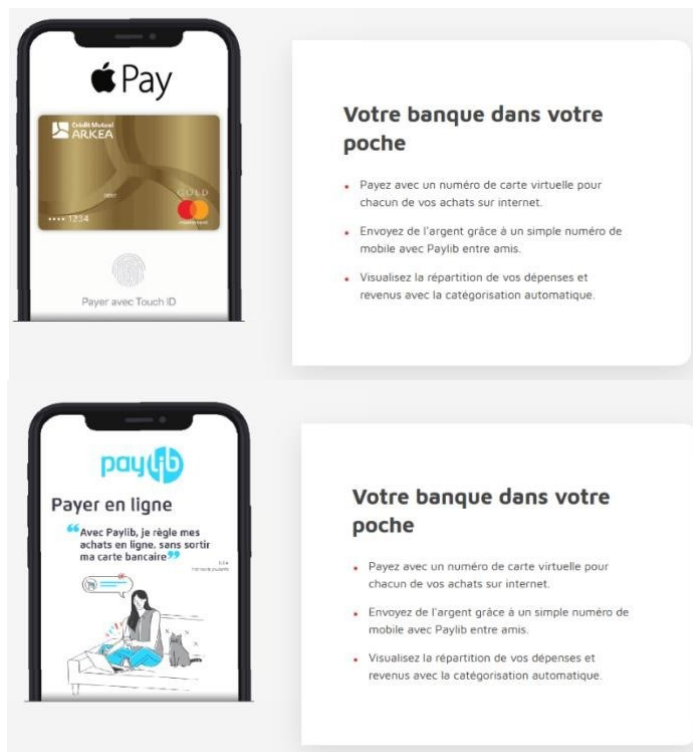 Pay
Crédit Mutuel
ARKEA
DEBIT
GOLD
•••• 1234
Payer avec Touch ID
Votre banque dans votre
poche
• Payez avec un numéro de carte virtuelle pour
chacun de vos achats sur internet.
• Envoyez de l'argent grâce à un simple numéro de
mobile avec Paylib entre amis.
• Visualisez la répartition de vos dépenses et
revenus avec la catégorisation automatique.
paylib
Payer en ligne
“Avec Paylib, je règle mes
achats en ligne, sans sortir
ma carte bancaire”
Votre banque dans votre
poche
• Payez avec un numéro de carte virtuelle pour
chacun de vos achats sur internet.
• Envoyez de l'argent grâce à un simple numéro de
mobile avec Paylib entre amis.
• Visualisez la répartition de vos dépenses et
revenus avec la catégorisation automatique.